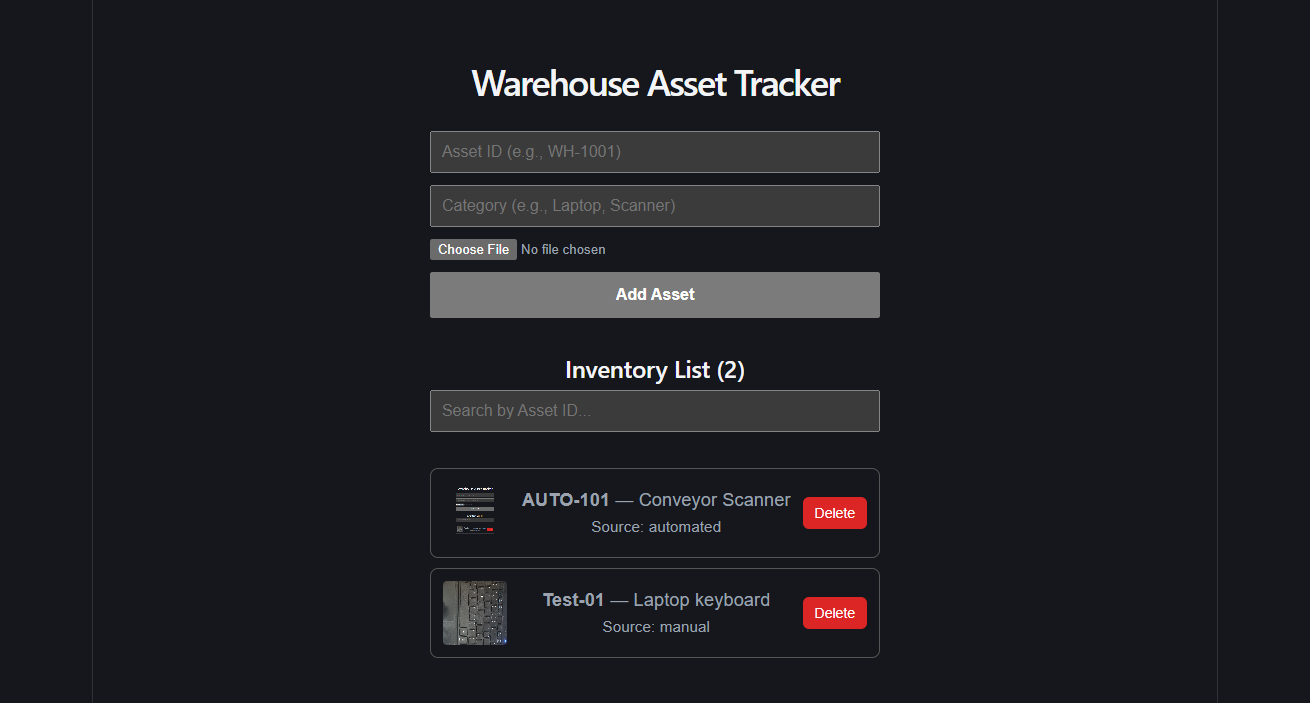 Warehouse Asset Tracker
Asset ID (e.g., WH-1001)
Category (e.g., Laptop, Scanner)
Choose File No file chosen
Add Asset
Inventory List (2)
Search by Asset ID...
AUTO-101 — Conveyor Scanner
Source: automated
Delete
Test-01 — Laptop keyboard
Source: manual
Delete